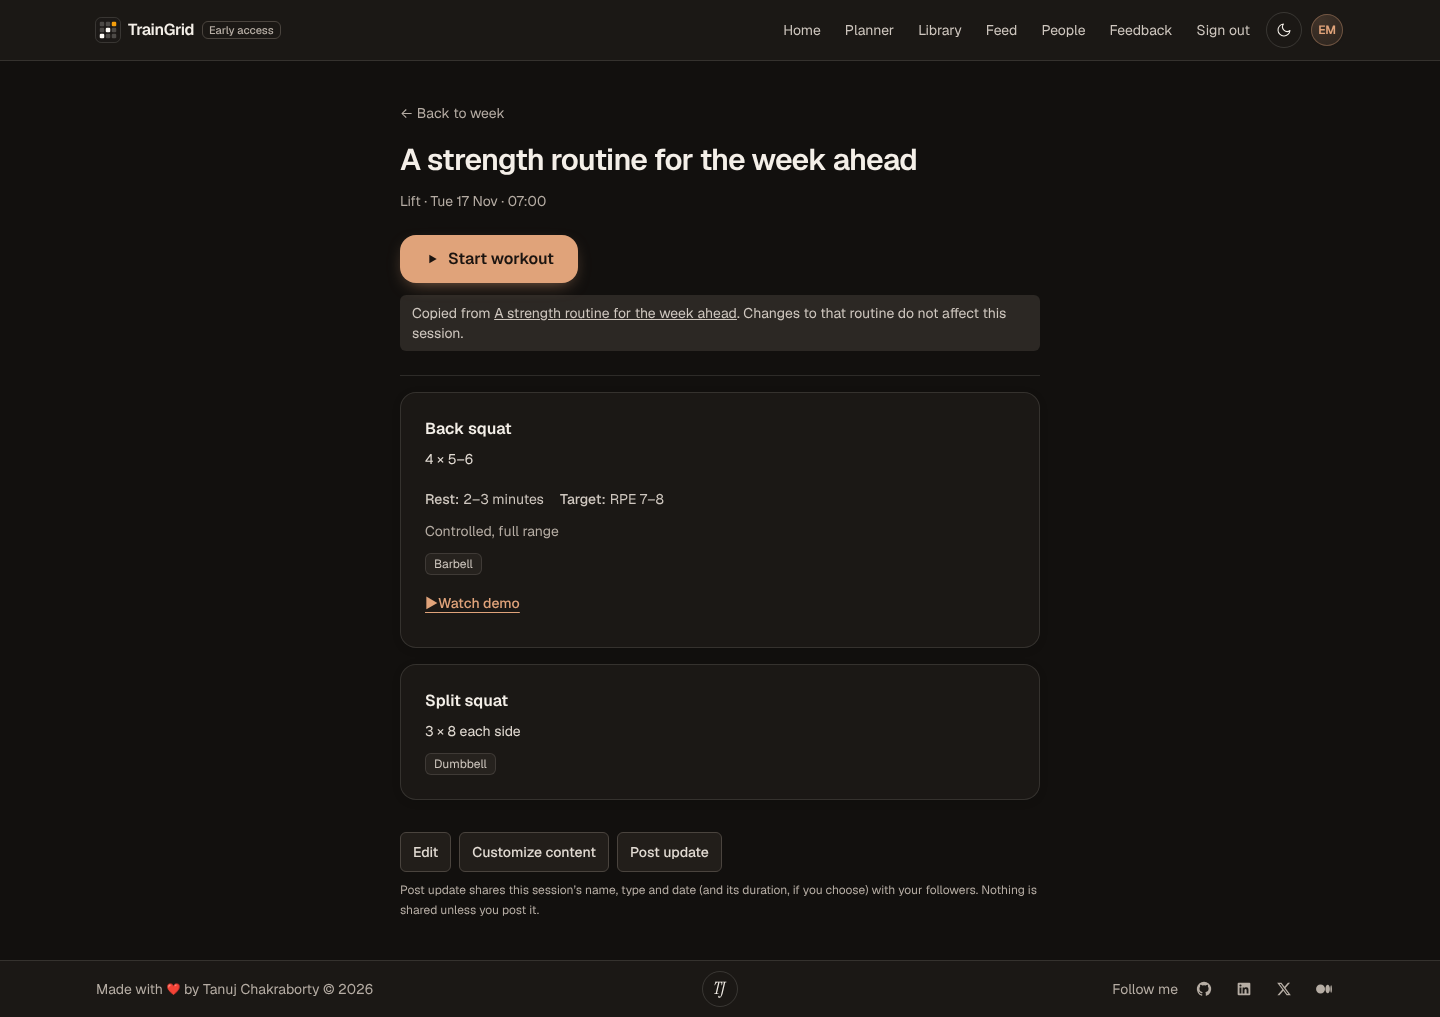 TrainGrid Early access
Home Planner Library Feed People Feedback Sign out EM
← Back to week
A strength routine for the week ahead
Lift · Tue 17 Nov · 07:00
▶ Start workout
Copied from A strength routine for the week ahead. Changes to that routine do not affect this
session.
Back squat
4 × 5–6
Rest: 2–3 minutes Target: RPE 7–8
Controlled, full range
Barbell
▶Watch demo
Split squat
3 × 8 each side
Dumbbell
Edit Customize content Post update
Post update shares this session's name, type and date (and its duration, if you choose) with your followers. Nothing is
shared unless you post it.
Made with ❤️ by Tanuj Chakraborty © 2026 TJ Follow me